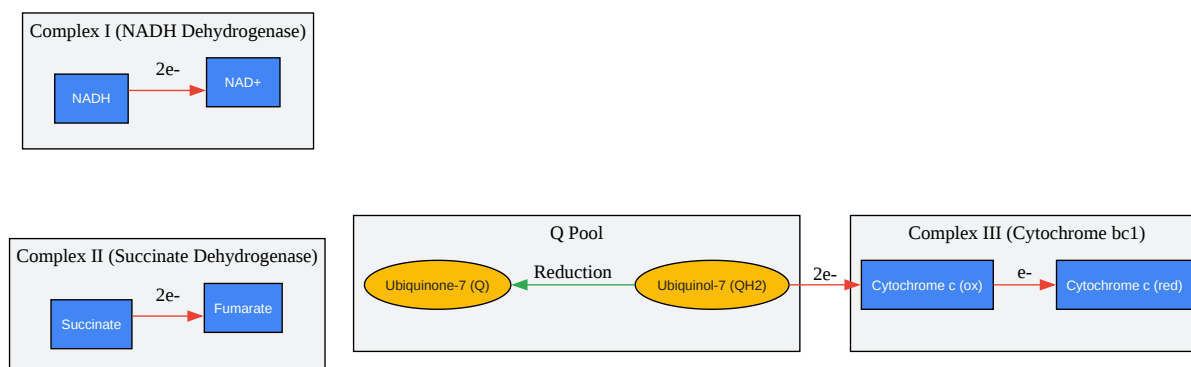 Complex I (NADH Dehydrogenase)
NADH
2e-
NAD+
Complex II (Succinate Dehydrogenase)
Succinate
2e-
Fumarate
Q Pool
Ubiquinone-7 (Q)
Reduction
Ubiquinol-7 (QH2)
2e-
Complex III (Cytochrome bc1)
Cytochrome c (ox)
e-
Cytochrome c (red)